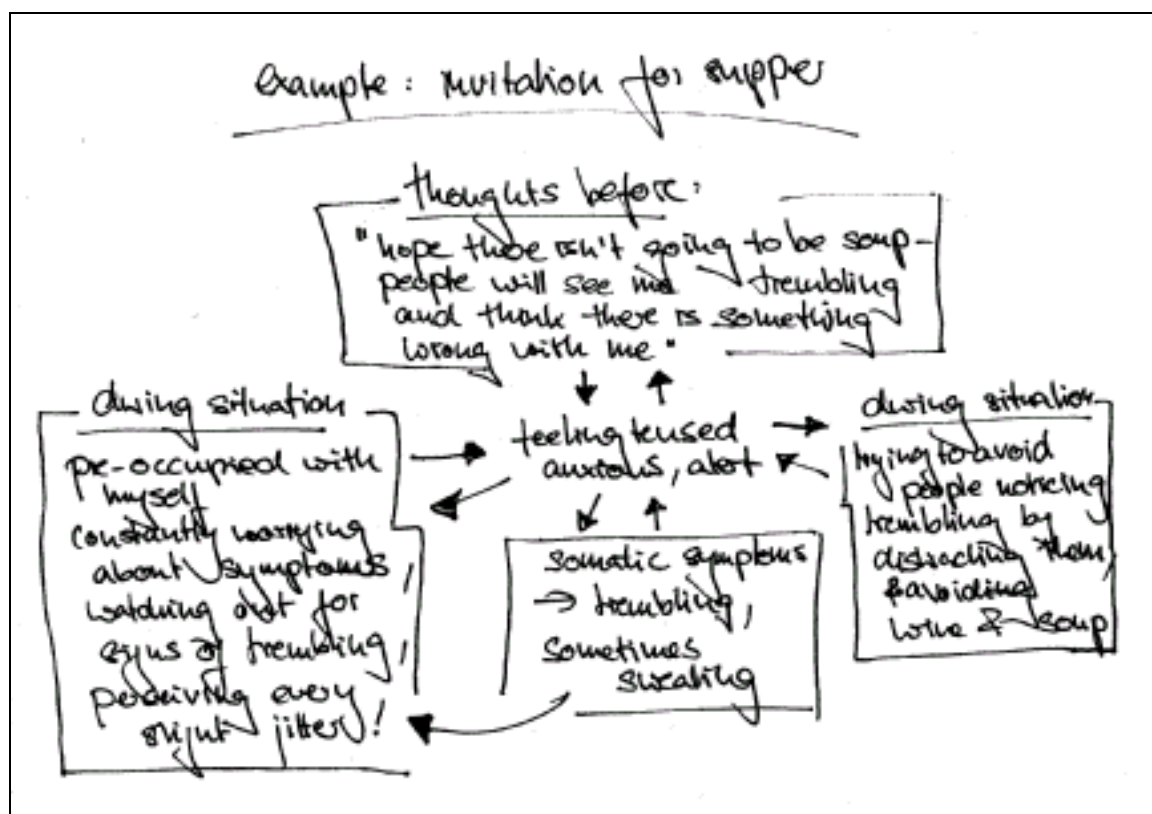 example: invitation for supper
thoughts before:
"hope there isn't going to be soup -
people will see me trembling
and think there is something
wrong with me"
during situation
pre-occupied with
myself
constantly worrying
about symptoms,
watching out for
signs of trembling,
perceiving every
slight jitter!
feeling tensed
anxious, alert
somatic symptoms
→ trembling,
sometimes
sweating
during situation
trying to avoid
people noticing
trembling by
distracting them,
& avoiding
wine & soup